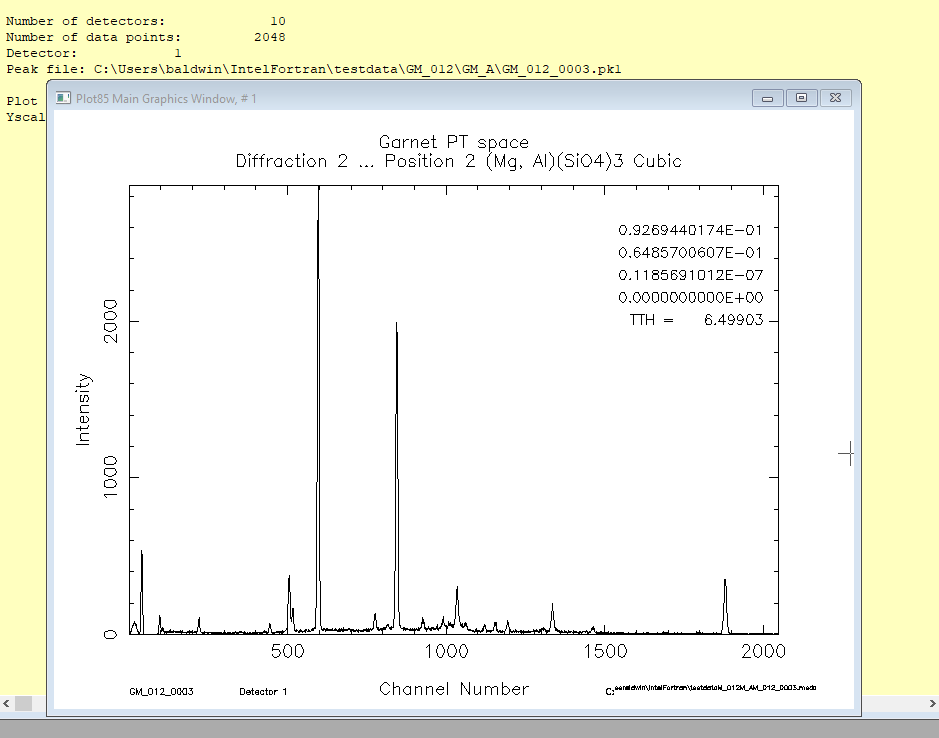 Number of detectors: 10
Number of data points: 2048
Detector: 1
Peak file: C:\Users\baldwin\IntelFortran\testdata\GM_012\GM_A\GM_012_0003.pk1
Plot
Yscal
Plot85 Main Graphics Window, # 1
Garnet PT space
Diffraction 2 ... Position 2 (Mg, Al)(SiO4)3 Cubic
0.9269440174E-01
0.6485700607E-01
0.1185691012E-07
0.0000000000E+00
TTH = 6.49903
2000
1000
0
Intensity
500 1000 1500 2000
Channel Number
GM_012_0003 Detector 1